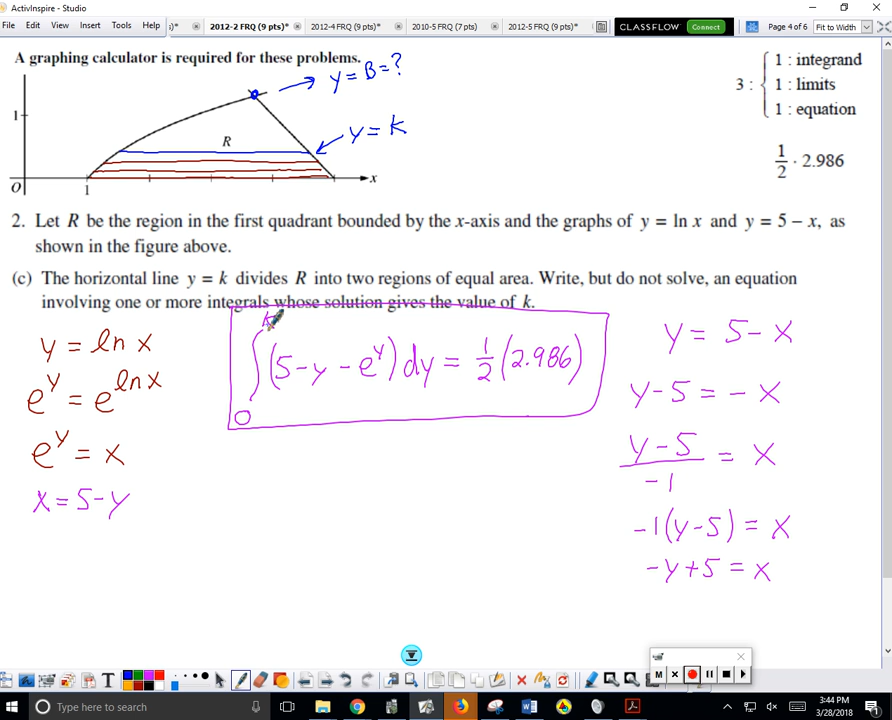 ActivInspire - Studio
File Edit View Insert Tools Help
)* 2012-2 FRQ (9 pts)* 2012-4 FRQ (9 pts)* 2010-5 FRQ (7 pts) 2012-5 FRQ (9 pts)* CLASSFLOW Connect Page 4 of 6 Fit to Width
A graphing calculator is required for these problems.
y = B = ?
y = k
1
R
O
1
x
3 : { 1 : integrand
1 : limits
1 : equation
1/2 · 2.986
2. Let R be the region in the first quadrant bounded by the x-axis and the graphs of y = ln x and y = 5 − x, as
shown in the figure above.
(c) The horizontal line y = k divides R into two regions of equal area. Write, but do not solve, an equation
involving one or more integrals whose solution gives the value of k.
y = ln x
e^y = e^{ln x}
e^y = x
x = 5 - y
∫_0^k (5 - y - e^y) dy = 1/2 (2.986)
y = 5 - x
y - 5 = - x
(y - 5)/-1 = x
-1(y - 5) = x
-y + 5 = x
T
M
Type here to search
3:44 PM
3/28/2018